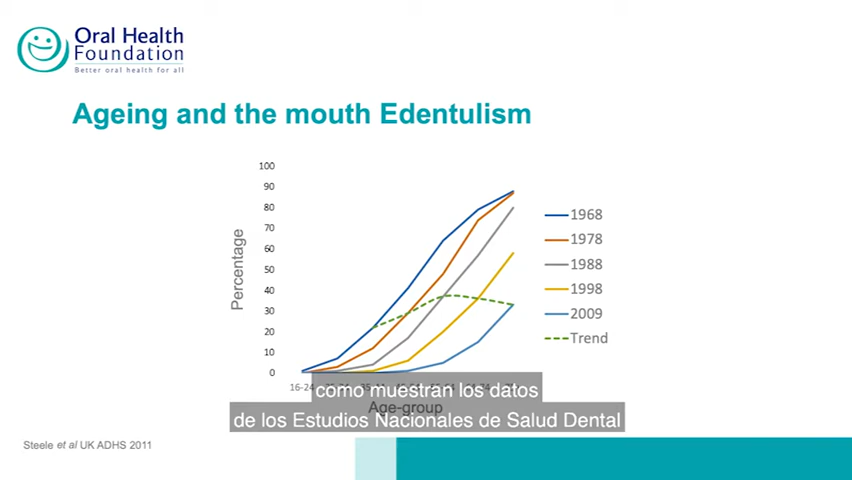 Oral Health
Foundation
Better oral health for all
Ageing and the mouth Edentulism
100
90
80
70
60
50
40
30
20
10
0
Percentage
16-24
Age-group
1968
1978
1988
1998
2009
Trend
como muestran los datos
de los Estudios Nacionales de Salud Dental
Steele et al UK ADHS 2011